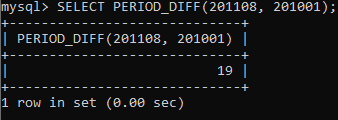 mysql> SELECT PERIOD_DIFF(201108, 201001);
+-----------------------------+
| PERIOD_DIFF(201108, 201001) |
+-----------------------------+
|                          19 |
+-----------------------------+
1 row in set (0.00 sec)